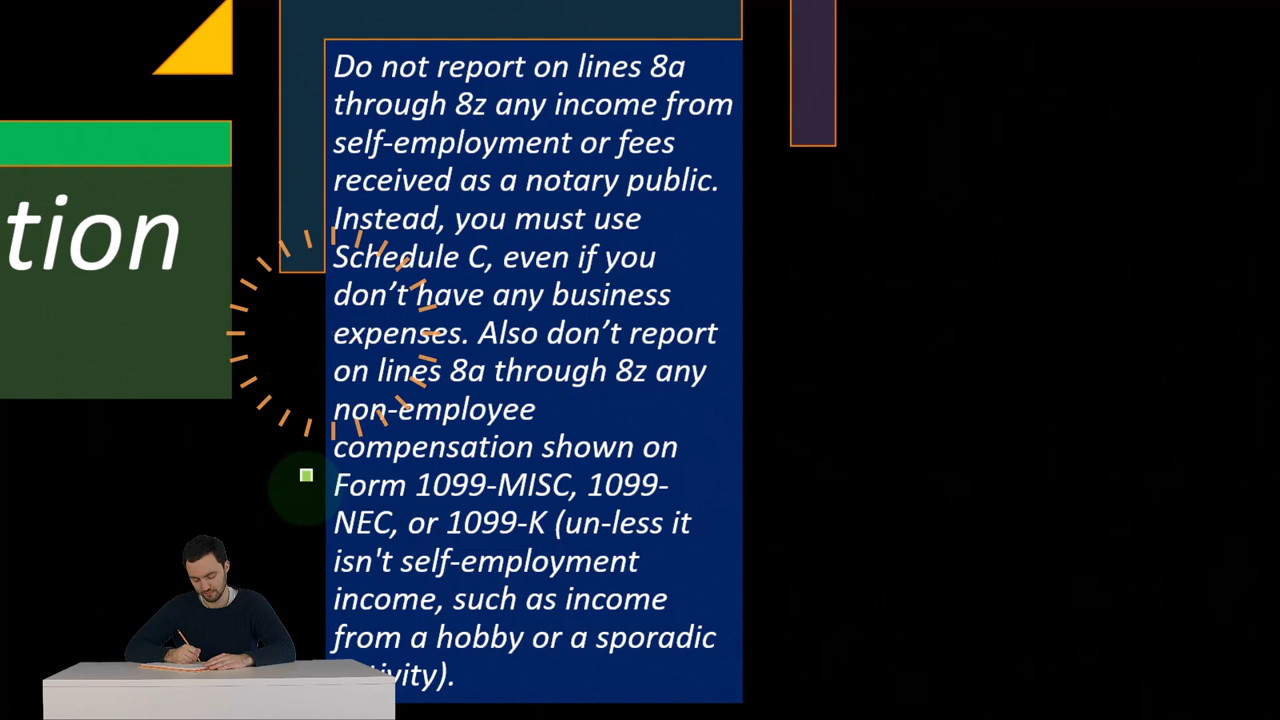 tion
Do not report on lines 8a
through 8z any income from
self-employment or fees
received as a notary public.
Instead, you must use
Schedule C, even if you
don’t have any business
expenses. Also don’t report
on lines 8a through 8z any
non-employee
compensation shown on
Form 1099-MISC, 1099-
NEC, or 1099-K (un-less it
isn't self-employment
income, such as income
from a hobby or a sporadic